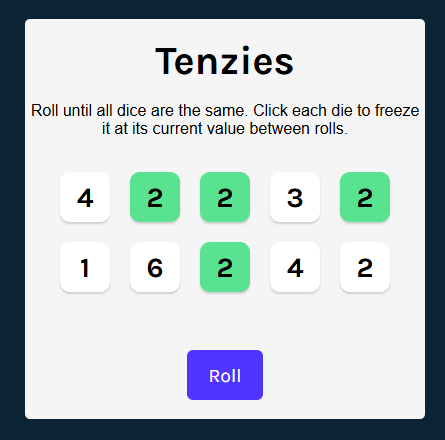 Tenzies
Roll until all dice are the same. Click each die to freeze
it at its current value between rolls.
4 2 2 3 2
1 6 2 4 2
Roll